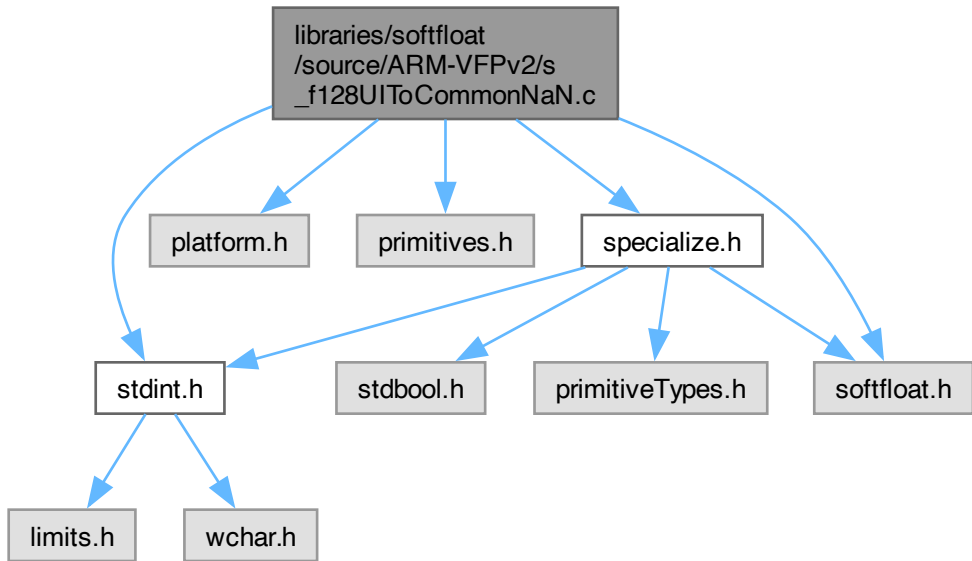 libraries/softfloat
/source/ARM-VFPv2/s
_f128UIToCommonNaN.c
platform.h
primitives.h
specialize.h
stdint.h
stdbool.h
primitiveTypes.h
softfloat.h
limits.h
wchar.h